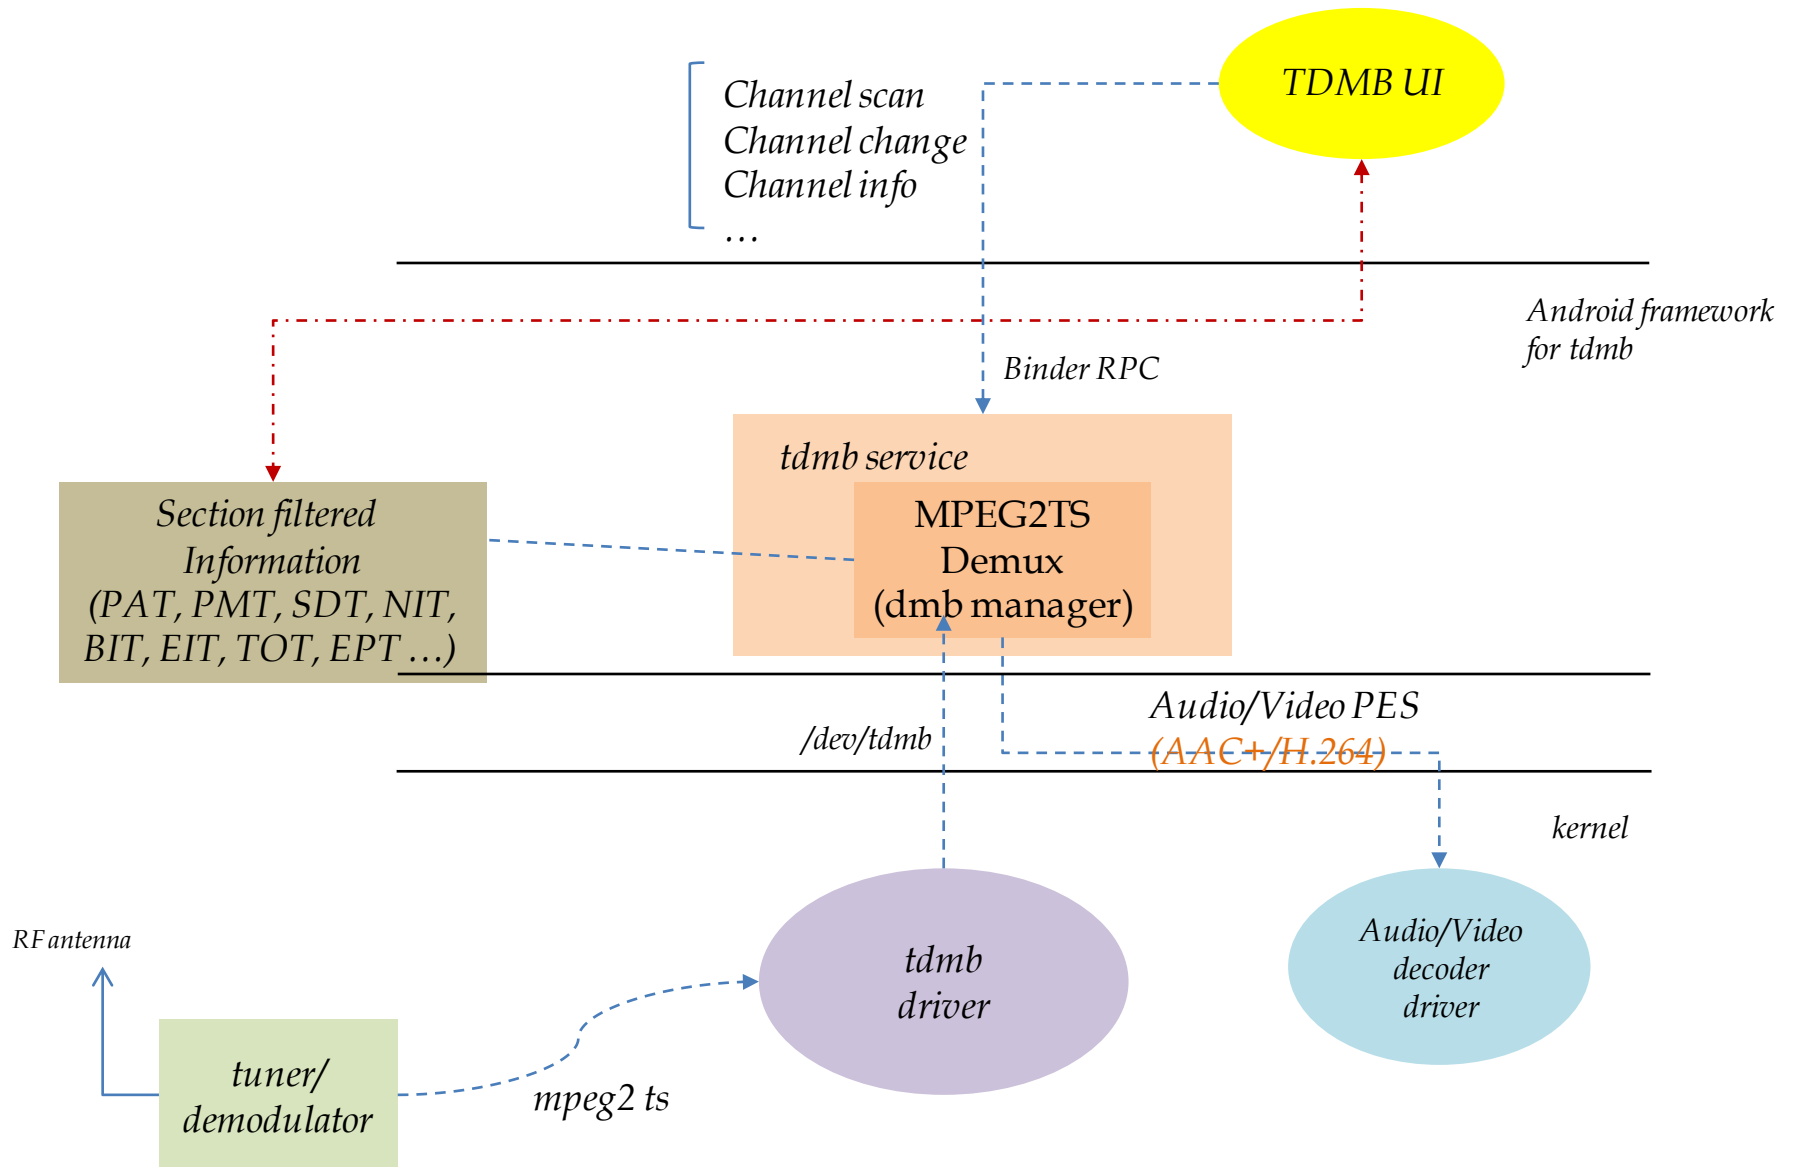 TDMB UI
Channel scan
Channel change
Channel info
…
Android framework
for tdmb
Binder RPC
tdmb service
MPEG2TS
Demux
(dmb manager)
Section filtered
Information
(PAT, PMT, SDT, NIT,
BIT, EIT, TOT, EPT …)
Audio/Video PES
(AAC+/H.264)
/dev/tdmb
kernel
RF antenna
tdmb
driver
Audio/Video
decoder
driver
tuner/
demodulator
mpeg2 ts